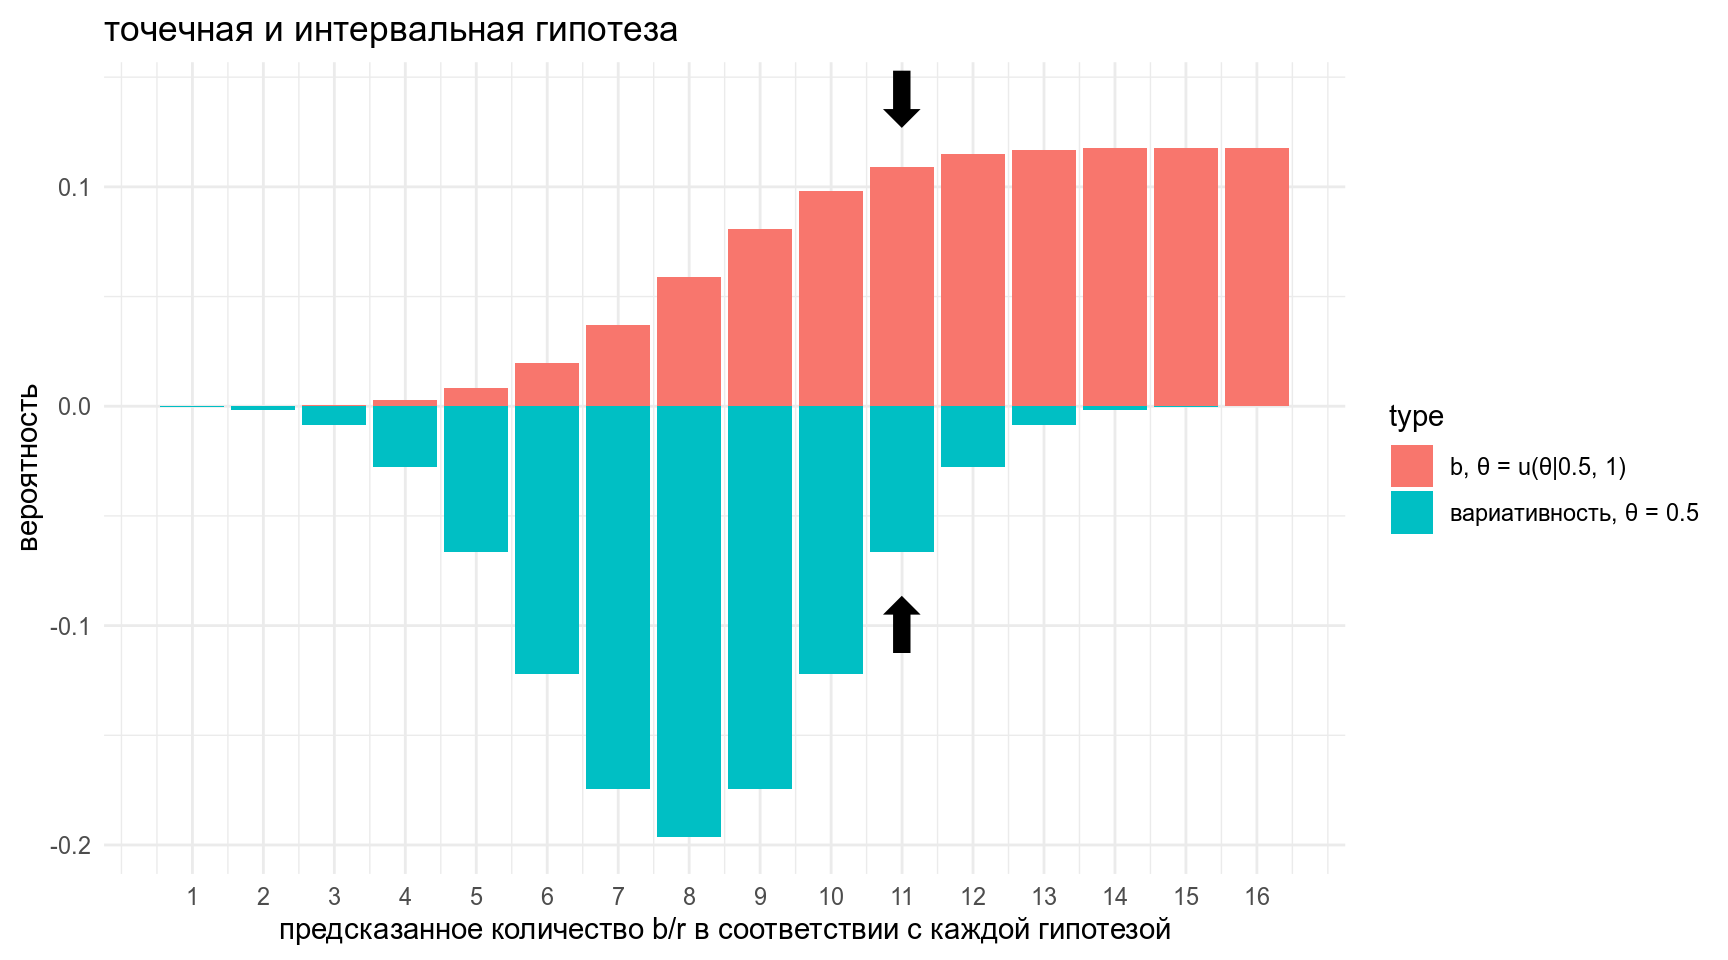 точечная и интервальная гипотеза
0.1
0.0
-0.1
-0.2
вероятность
1 2 3 4 5 6 7 8 9 10 11 12 13 14 15 16
предсказанное количество b/r в соответствии с каждой гипотезой
type
b, θ = u(θ|0.5, 1)
вариативность, θ = 0.5